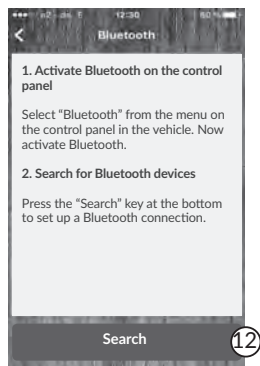 12:30
Bluetooth
1. Activate Bluetooth on the control
panel
Select “Bluetooth” from the menu on
the control panel in the vehicle. Now
activate Bluetooth.
2. Search for Bluetooth devices
Press the “Search” key at the bottom
to set up a Bluetooth connection.
Search
12